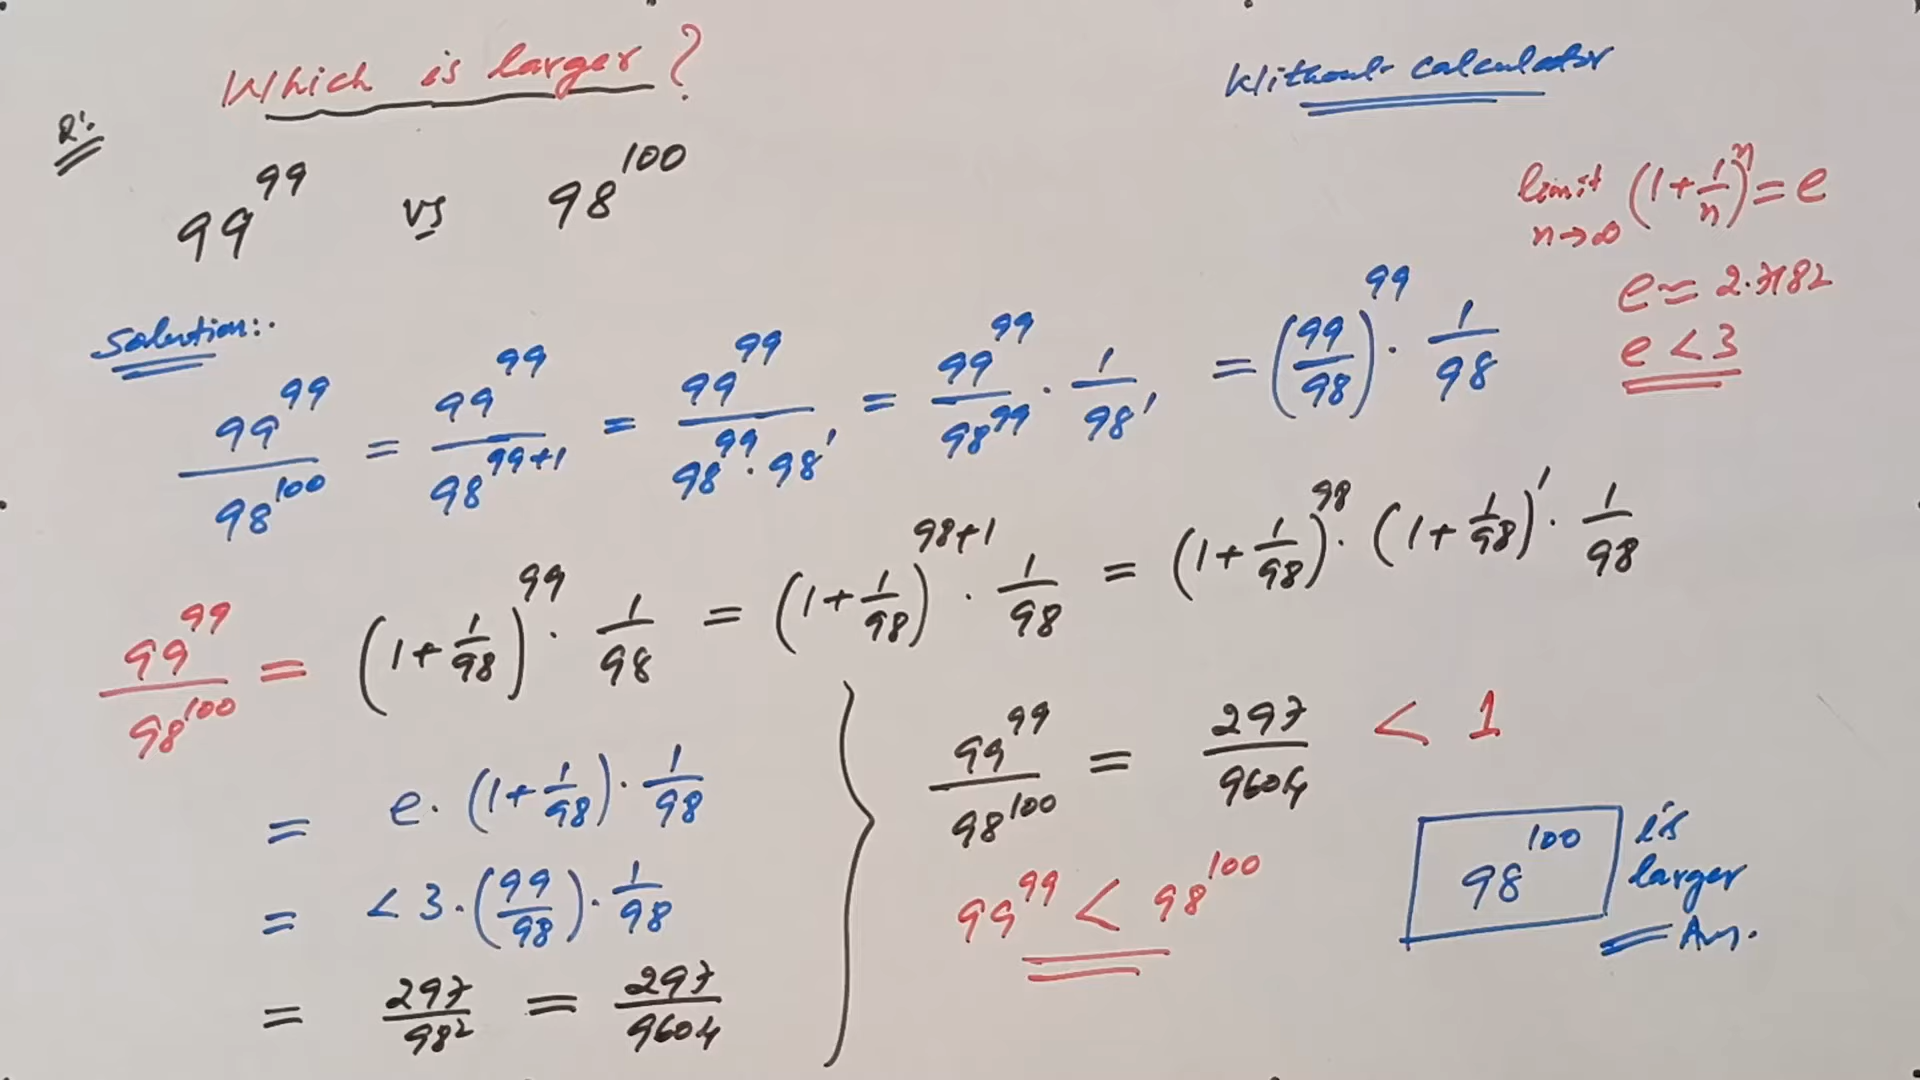 Which is larger?
Without calculator
Q:
99^99 vs 98^100
limit n→∞ (1+1/n)^n = e
e ≈ 2.7182
e < 3
Solution:.
99^99/98^100 = 99^99/98^(99+1) = 99^99/(98^99 · 98^1) = 99^99/98^99 · 1/98^1 = (99/98)^99 · 1/98
99^99/98^100 = (1+1/98)^99 · 1/98 = (1+1/98)^(98+1) · 1/98 = (1+1/98)^98 · (1+1/98)^1 · 1/98
= e · (1+1/98) · 1/98
= < 3 · (99/98) · 1/98
= 297/98^2 = 297/9604
99^99/98^100 = 297/9604 < 1
99^99 < 98^100
98^100 is larger
Ans.